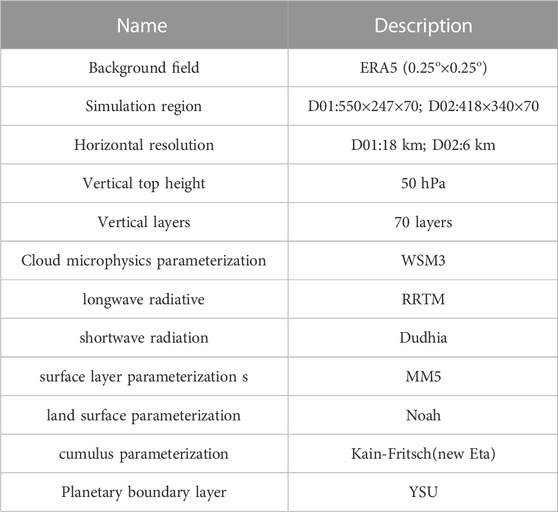 Name Description
Background field ERA5 (0.25°×0.25°)
Simulation region D01:550×247×70; D02:418×340×70
Horizontal resolution D01:18 km; D02:6 km
Vertical top height 50 hPa
Vertical layers 70 layers
Cloud microphysics parameterization WSM3
longwave radiative RRTM
shortwave radiation Dudhia
surface layer parameterization s MM5
land surface parameterization Noah
cumulus parameterization Kain-Fritsch(new Eta)
Planetary boundary layer YSU